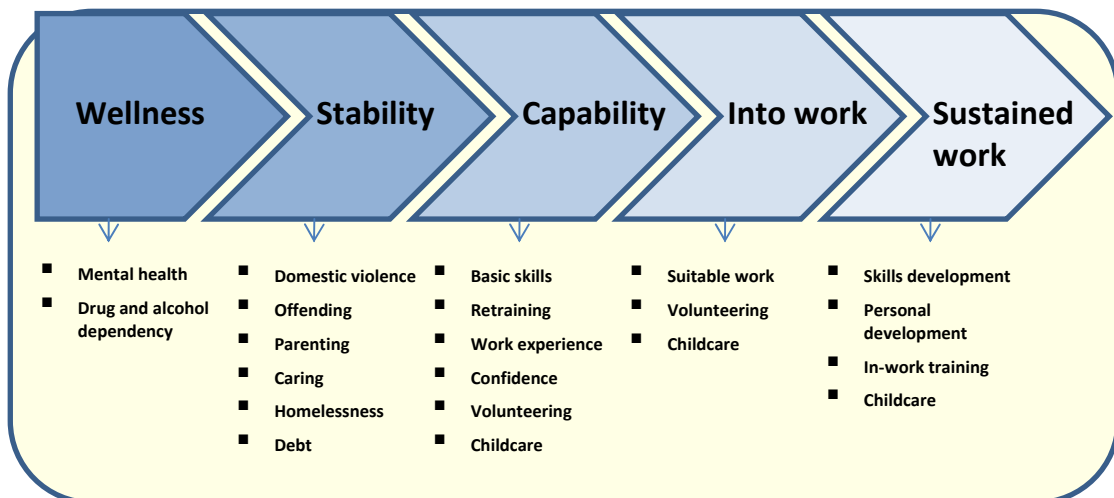 Wellness
Stability
Capability
Into work
Sustained
work
Mental health
Drug and alcohol
dependency
Domestic violence
Offending
Parenting
Caring
Homelessness
Debt
Basic skills
Retraining
Work experience
Confidence
Volunteering
Childcare
Suitable work
Volunteering
Childcare
Skills development
Personal
development
In-work training
Childcare